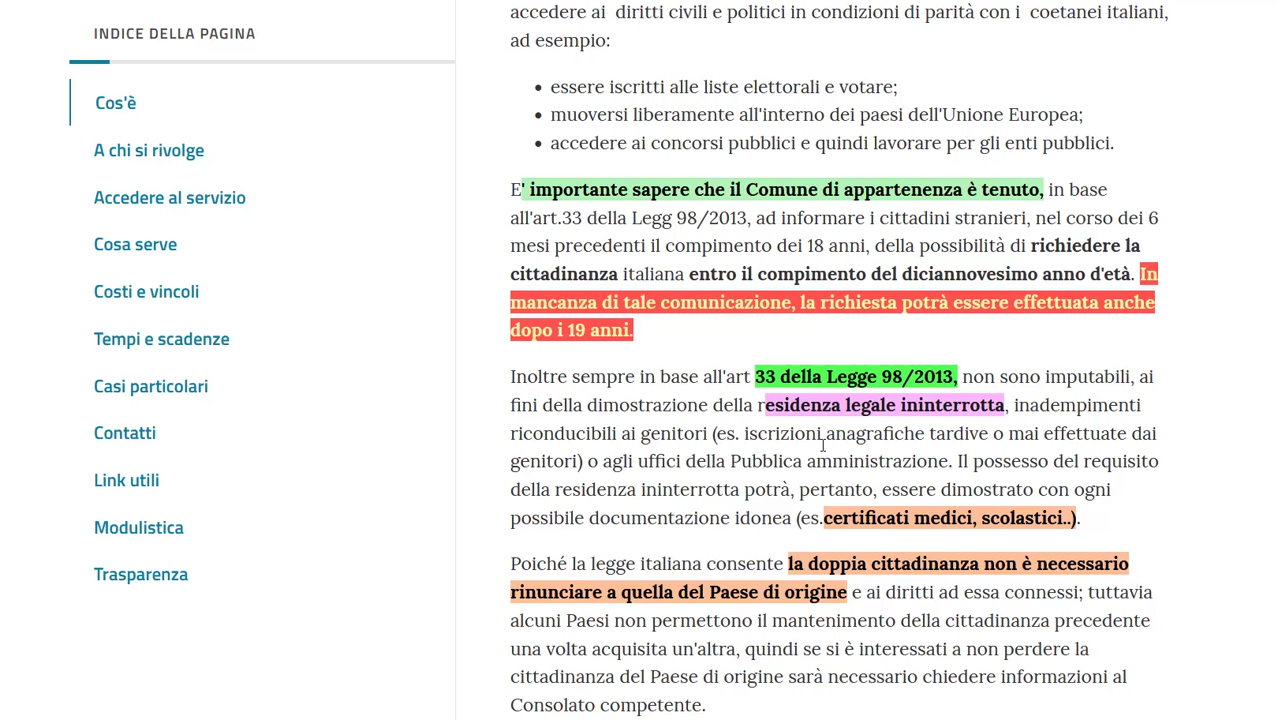 INDICE DELLA PAGINA
Cos'è
A chi si rivolge
Accedere al servizio
Cosa serve
Costi e vincoli
Tempi e scadenze
Casi particolari
Contatti
Link utili
Modulistica
Trasparenza
accedere ai diritti civili e politici in condizioni di parità con i coetanei italiani,
ad esempio:
• essere iscritti alle liste elettorali e votare;
• muoversi liberamente all'interno dei paesi dell'Unione Europea;
• accedere ai concorsi pubblici e quindi lavorare per gli enti pubblici.
E' importante sapere che il Comune di appartenenza è tenuto, in base
all'art.33 della Legg 98/2013, ad informare i cittadini stranieri, nel corso dei 6
mesi precedenti il compimento dei 18 anni, della possibilità di richiedere la
cittadinanza italiana entro il compimento del diciannovesimo anno d'età. In
mancanza di tale comunicazione, la richiesta potrà essere effettuata anche
dopo i 19 anni.
Inoltre sempre in base all'art 33 della Legge 98/2013, non sono imputabili, ai
fini della dimostrazione della residenza legale ininterrotta, inadempimenti
riconducibili ai genitori (es. iscrizioni anagrafiche tardive o mai effettuate dai
genitori) o agli uffici della Pubblica amministrazione. Il possesso del requisito
della residenza ininterrotta potrà, pertanto, essere dimostrato con ogni
possibile documentazione idonea (es.certificati medici, scolastici..).
Poiché la legge italiana consente la doppia cittadinanza non è necessario
rinunciare a quella del Paese di origine e ai diritti ad essa connessi; tuttavia
alcuni Paesi non permettono il mantenimento della cittadinanza precedente
una volta acquisita un'altra, quindi se si è interessati a non perdere la
cittadinanza del Paese di origine sarà necessario chiedere informazioni al
Consolato competente.